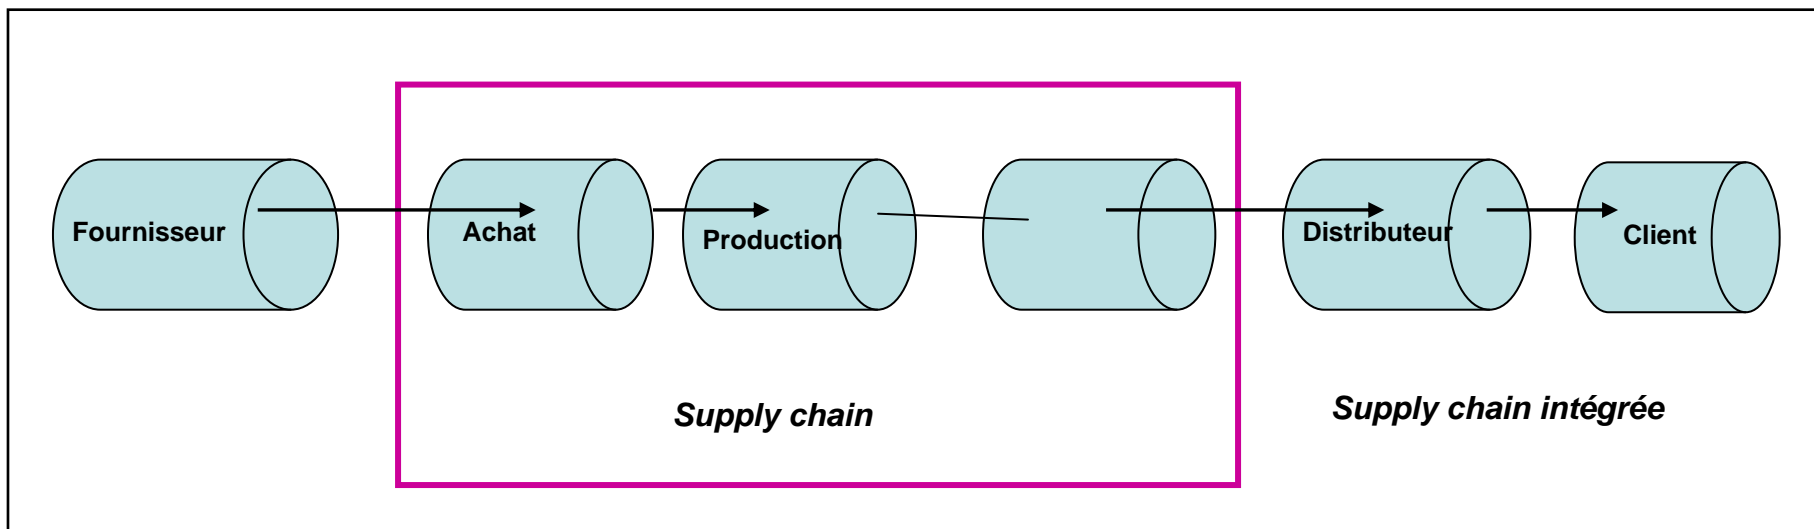 Fournisseur
Achat
Production
Distributeur
Client
Supply chain
Supply chain intégrée